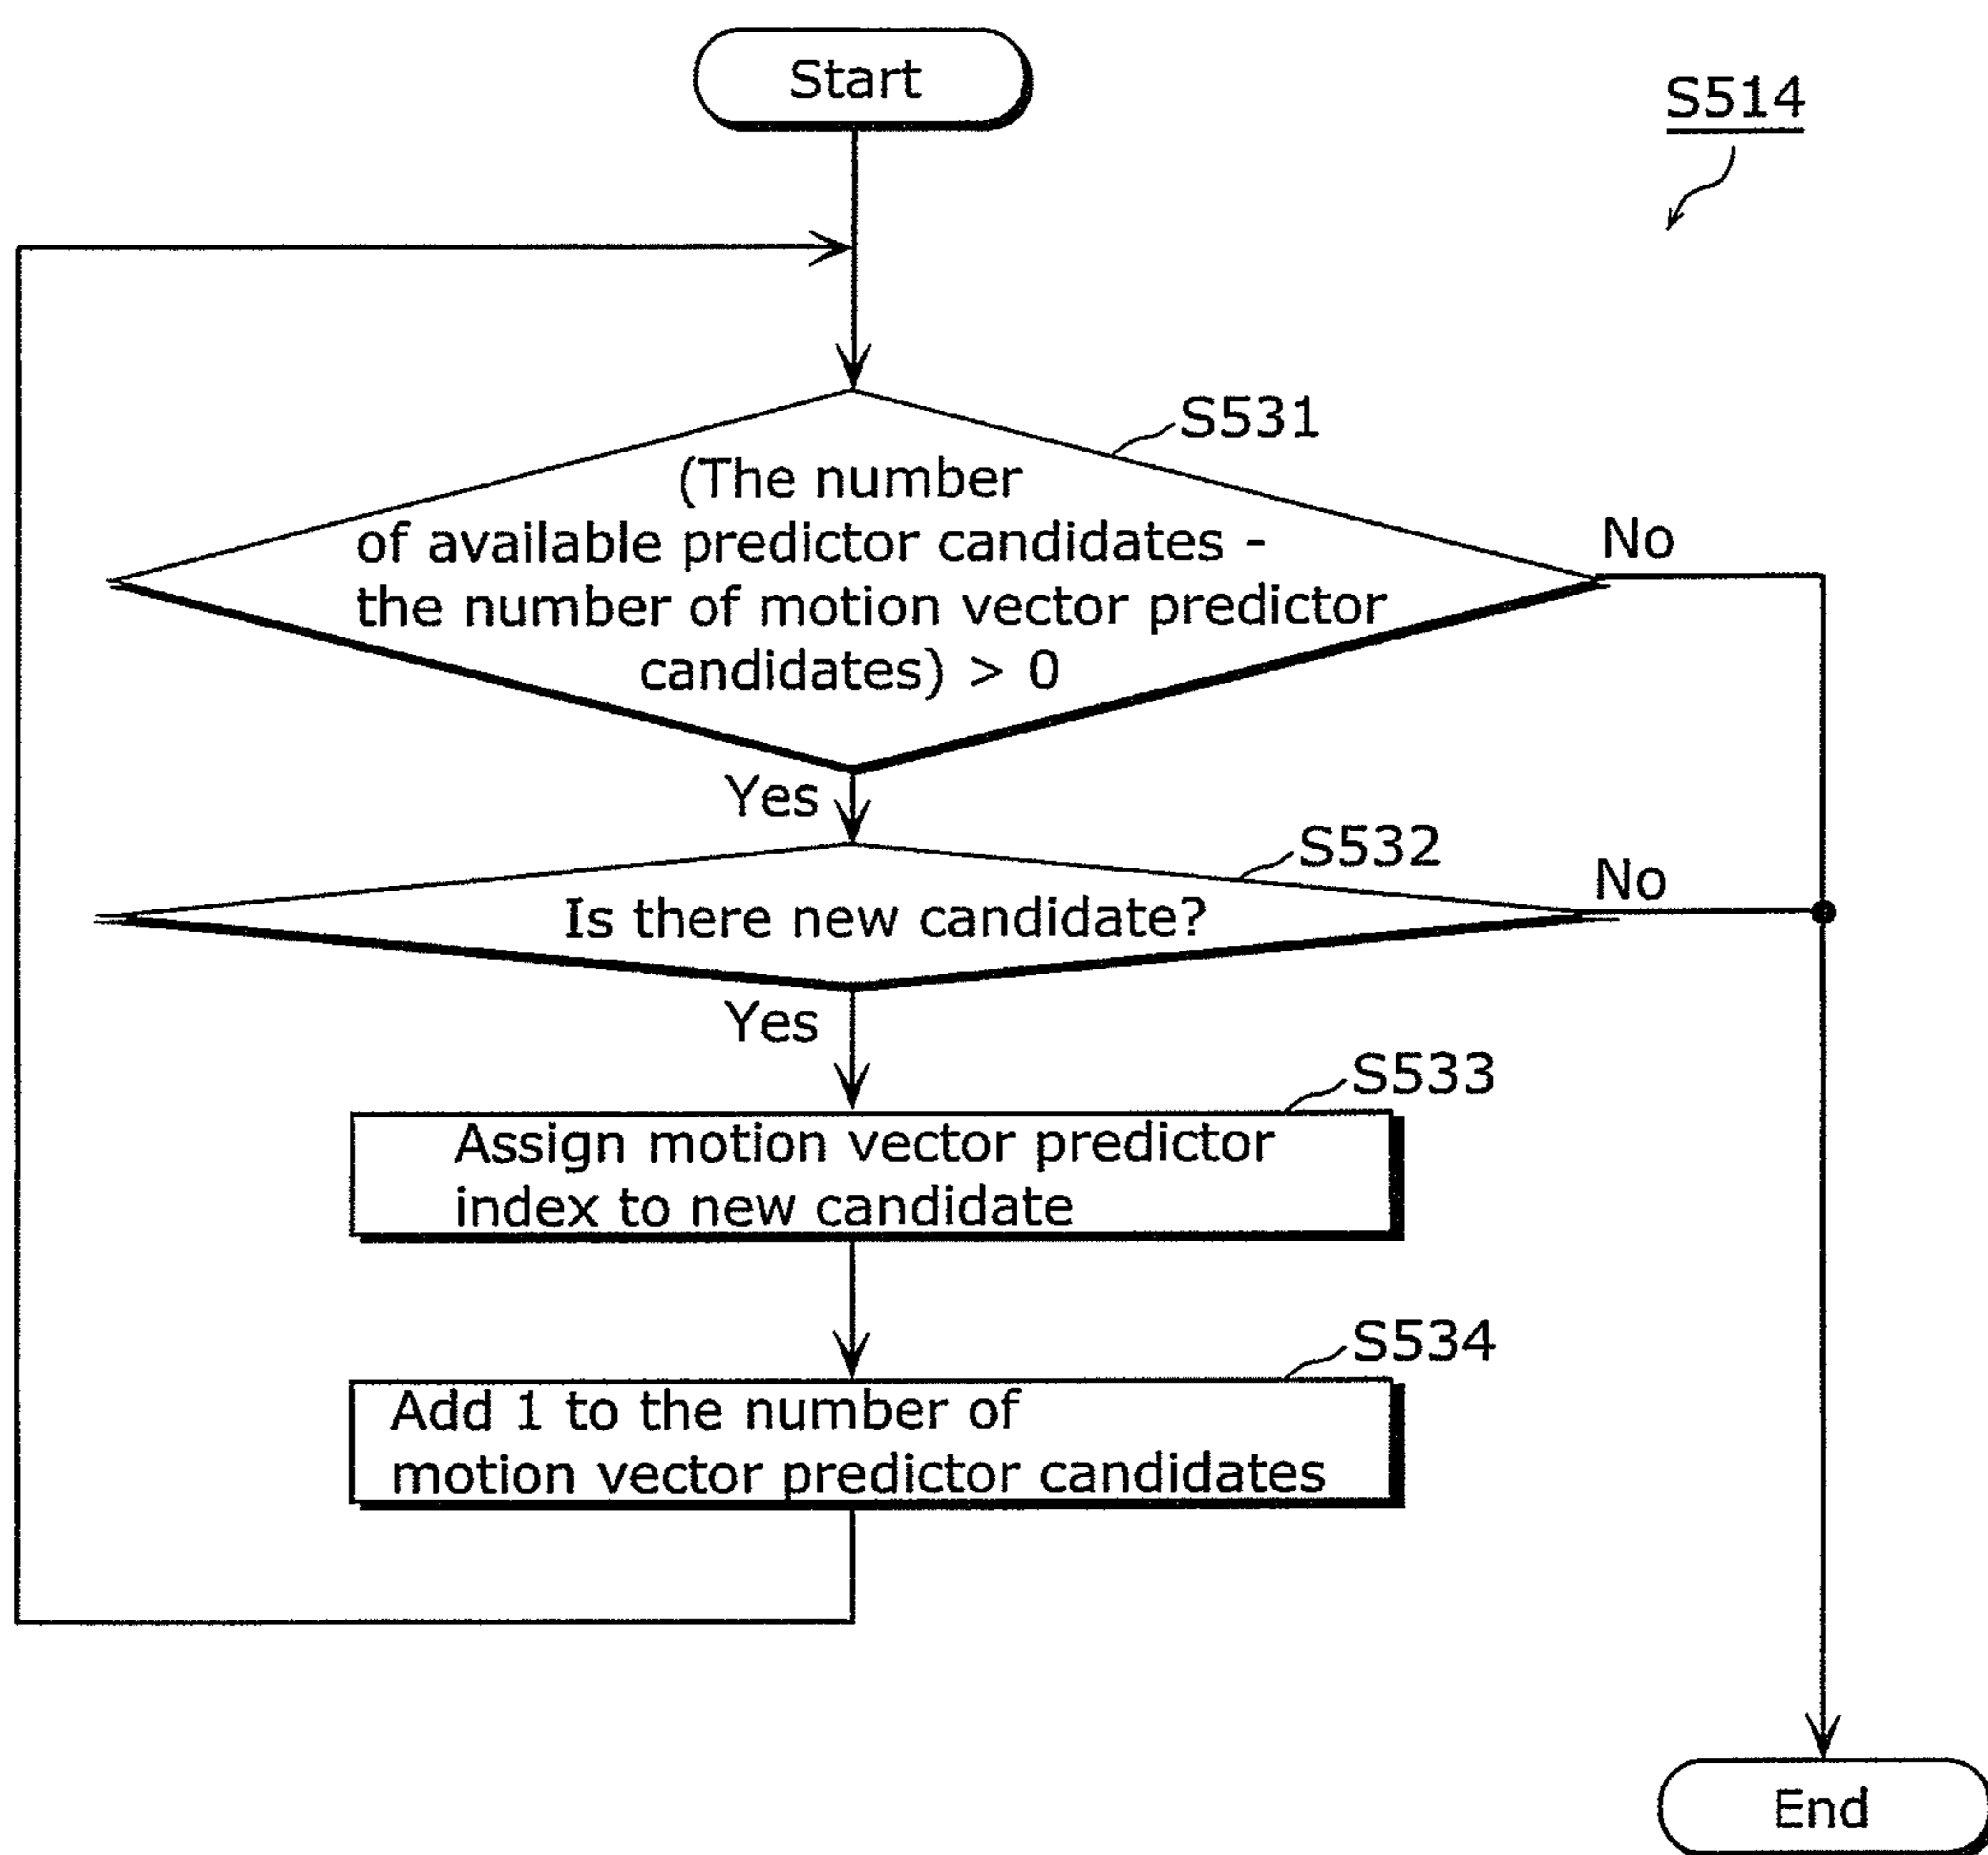 Start
S514
S531
(The number
of available predictor candidates -
the number of motion vector predictor
candidates) > 0
No
Yes
S532
Is there new candidate?
No
Yes
S533
Assign motion vector predictor
index to new candidate
S534
Add 1 to the number of
motion vector predictor candidates
End